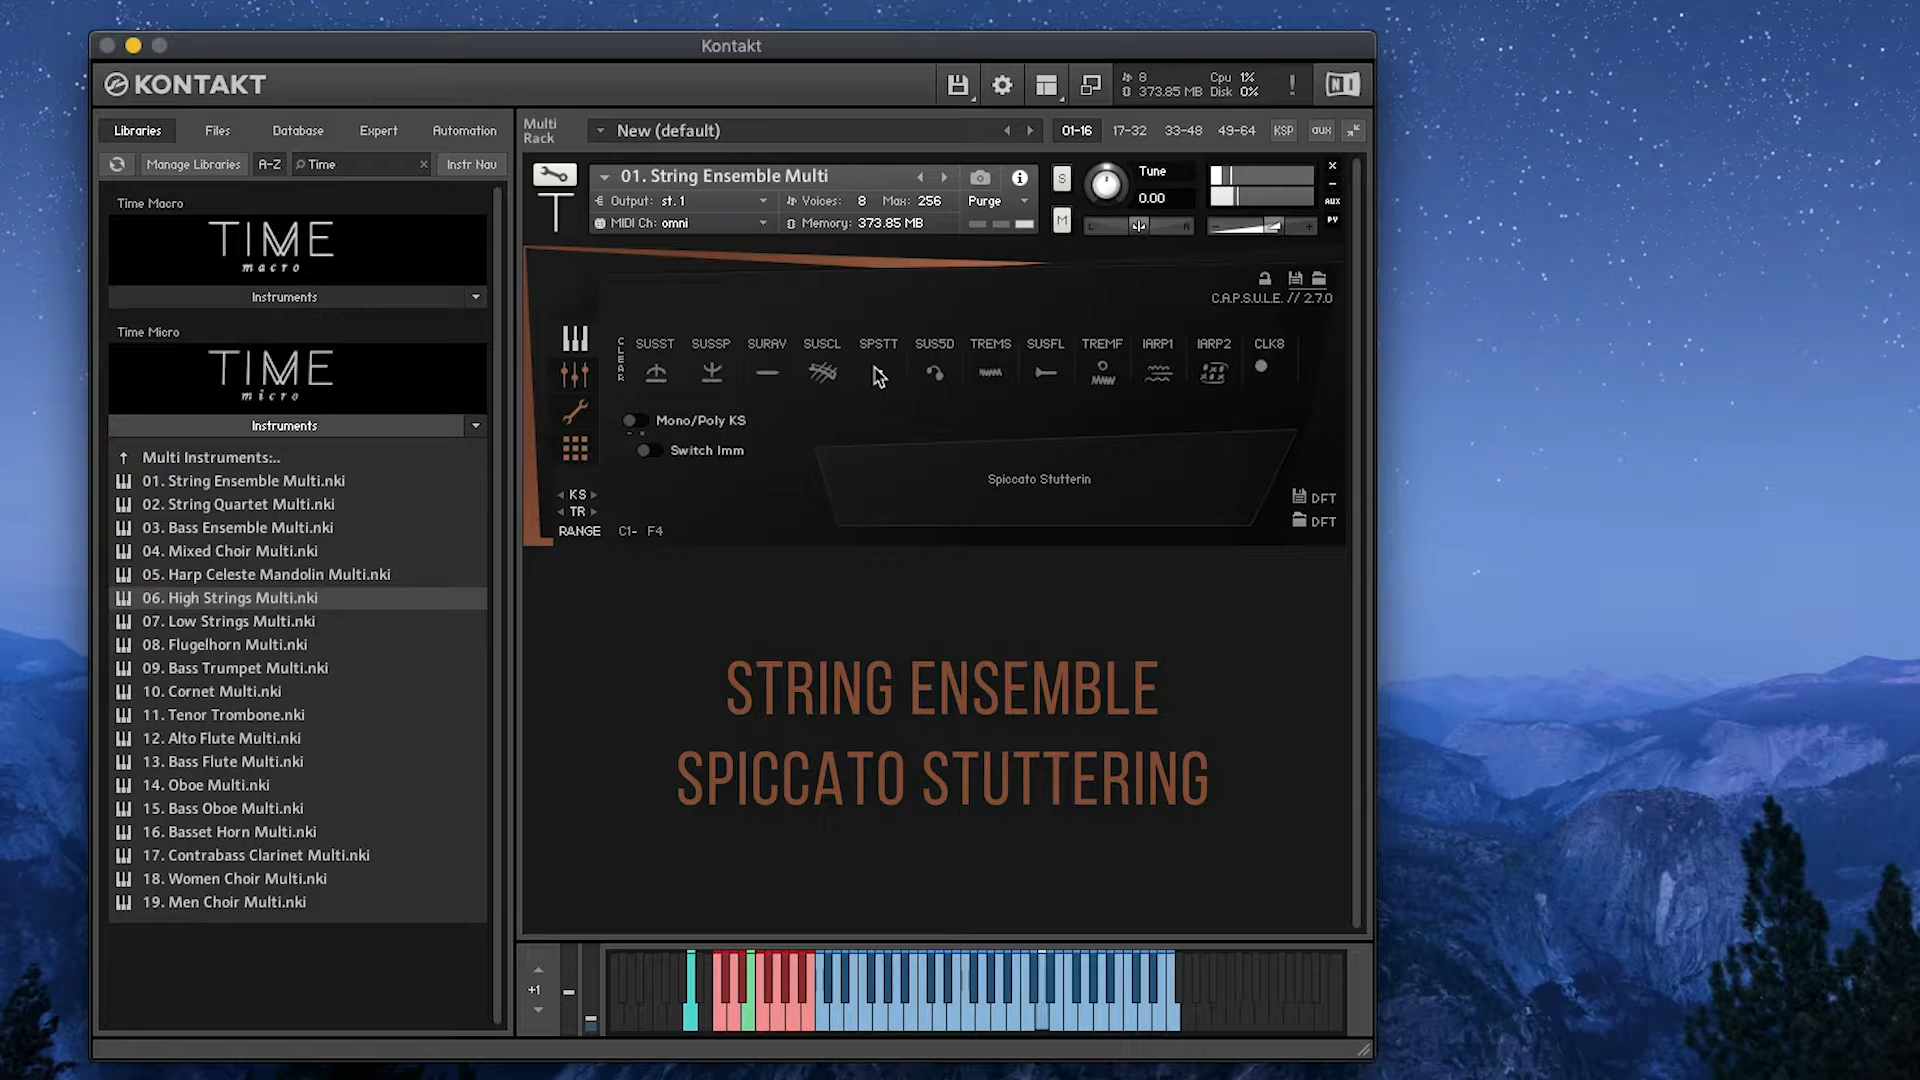 Kontakt
KONTAKT
8 Cpu 1%
373.85 MB Disk 0%
!
NI
Libraries Files Database Expert Automation
Manage Libraries A-Z Time × Instr Nav
Time Macro
TIME
macro
Instruments
Time Micro
TIME
micro
Instruments
Multi Instruments:..
01. String Ensemble Multi.nki
02. String Quartet Multi.nki
03. Bass Ensemble Multi.nki
04. Mixed Choir Multi.nki
05. Harp Celeste Mandolin Multi.nki
06. High Strings Multi.nki
07. Low Strings Multi.nki
08. Flugelhorn Multi.nki
09. Bass Trumpet Multi.nki
10. Cornet Multi.nki
11. Tenor Trombone.nki
12. Alto Flute Multi.nki
13. Bass Flute Multi.nki
14. Oboe Multi.nki
15. Bass Oboe Multi.nki
16. Basset Horn Multi.nki
17. Contrabass Clarinet Multi.nki
18. Women Choir Multi.nki
19. Men Choir Multi.nki
Multi
Rack
New (default)
01-16 17-32 33-48 49-64 KSP aux
01. String Ensemble Multi
Output: st. 1 Voices: 8 Max: 256 Purge
MIDI Ch: omni Memory: 373.85 MB
S
M
Tune
0.00
L R
- +
×
-
AUX
PV
C.A.P.S.U.L.E. // 2.7.0
CLEAR
SUSST SUSSP SURAV SUSCL SPSTT SUS5D TREMS SUSFL TREMF IARP1 IARP2 CLK8
Mono/Poly KS
Switch Imm
Spiccato Stutterin
KS
TR
RANGE C1- F4
DFT
DFT
STRING ENSEMBLE
SPICCATO STUTTERING
+1